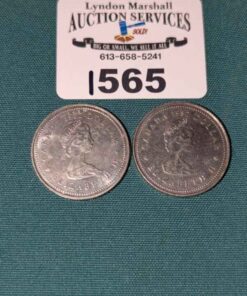 Lyndon Marshall
AUCTION SERVICES
SOLD!
BIG OR SMALL, WE SELL IT ALL
613-658-5241
1565